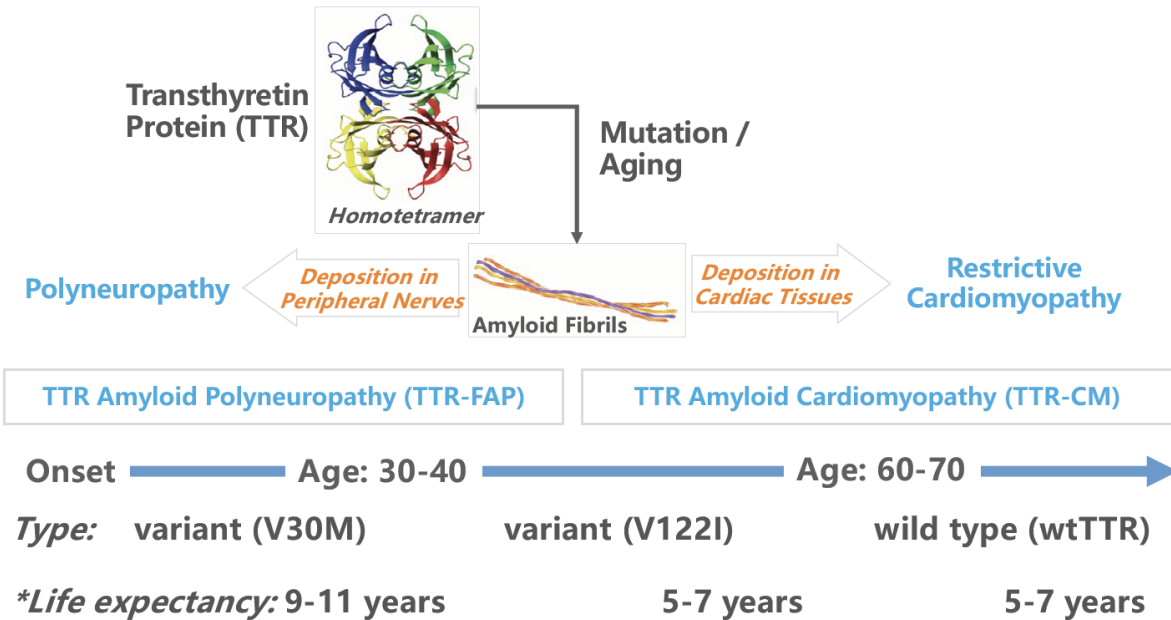 Transthyretin
Protein (TTR)
Homotetramer
Mutation /
Aging
Polyneuropathy
Deposition in
Peripheral Nerves
Amyloid Fibrils
Deposition in
Cardiac Tissues
Restrictive
Cardiomyopathy
TTR Amyloid Polyneuropathy (TTR-FAP)
TTR Amyloid Cardiomyopathy (TTR-CM)
Onset Age: 30-40 Age: 60-70
Type: variant (V30M) variant (V122I) wild type (wtTTR)
*Life expectancy: 9-11 years 5-7 years 5-7 years